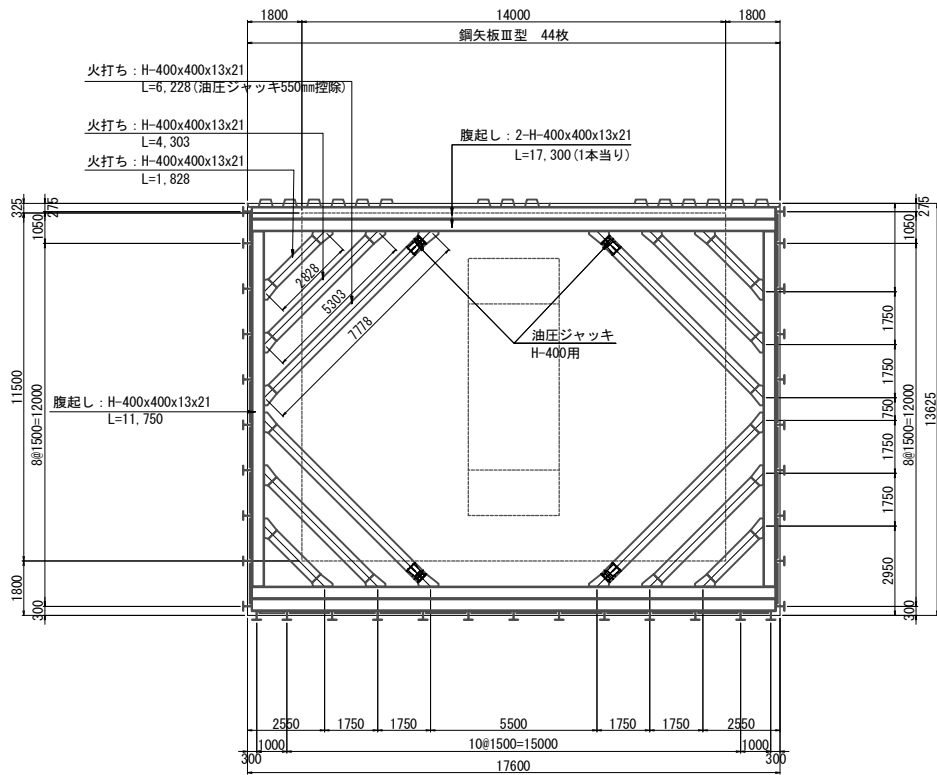 1800
14000
1800
鋼矢板Ⅲ型 44枚
火打ち：H-400x400x13x21
L=6,228(油圧ジャッキ550mm控除)
火打ち：H-400x400x13x21
L=4,303
火打ち：H-400x400x13x21
L=1,828
腹起し：2-H-400x400x13x21
L=17,300(1本当り)
325
275
1050
11500
8@1500=12000
1800
300
2828
5303
7778
油圧ジャッキ
H-400用
腹起し：H-400x400x13x21
L=11,750
275
1050
1750
1750
750
1750
1750
2950
8@1500=12000
13625
300
2550
1750
1750
5500
1750
1750
2550
300
1000
10@1500=15000
1000
300
17600